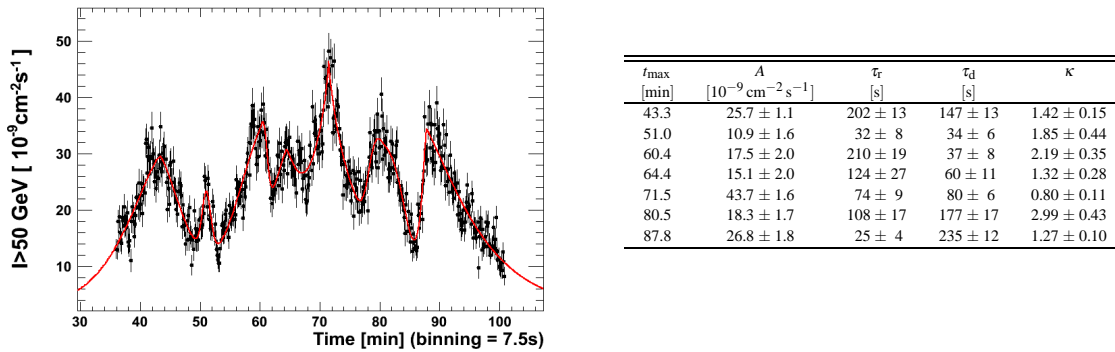 I>50 GeV [ 10⁻⁹cm⁻²s⁻¹]
50
40
30
20
10
30 40 50 60 70 80 90 100
Time [min] (binning = 7.5s)
t_max A τ_r τ_d κ
[min] [10⁻⁹ cm⁻² s⁻¹] [s] [s]
43.3 25.7 ± 1.1 202 ± 13 147 ± 13 1.42 ± 0.15
51.0 10.9 ± 1.6 32 ± 8 34 ± 6 1.85 ± 0.44
60.4 17.5 ± 2.0 210 ± 19 37 ± 8 2.19 ± 0.35
64.4 15.1 ± 2.0 124 ± 27 60 ± 11 1.32 ± 0.28
71.5 43.7 ± 1.6 74 ± 9 80 ± 6 0.80 ± 0.11
80.5 18.3 ± 1.7 108 ± 17 177 ± 17 2.99 ± 0.43
87.8 26.8 ± 1.8 25 ± 4 235 ± 12 1.27 ± 0.10